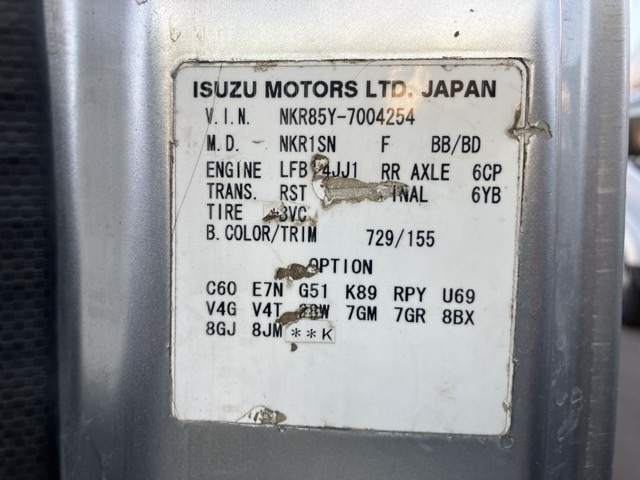 ISUZU MOTORS LTD. JAPAN
V.I.N. NKR85Y-7004254
M.D. NKR1SN F BB/BD
ENGINE LFB 4JJ1 RR AXLE 6CP
TRANS. RST 6YB
TIRE *3VC
B.COLOR/TRIM 729/155
OPTION
C60 E7N G51 K89 RPY U69
V4G V4T 7GM 7GR 8BX
8GJ 8JM **K